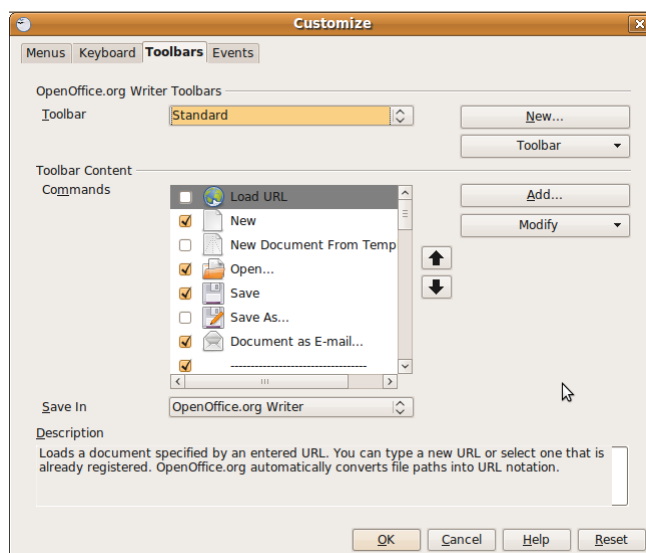 Customize
Menus Keyboard Toolbars Events
OpenOffice.org Writer Toolbars
Toolbar Standard New...
Toolbar
Toolbar Content
Commands Load URL Add...
New Modify
New Document From Temp
Open...
Save
Save As...
Document as E-mail...
----------------------------------
Save In OpenOffice.org Writer
Description
Loads a document specified by an entered URL. You can type a new URL or select one that is
already registered. OpenOffice.org automatically converts file paths into URL notation.
OK Cancel Help Reset